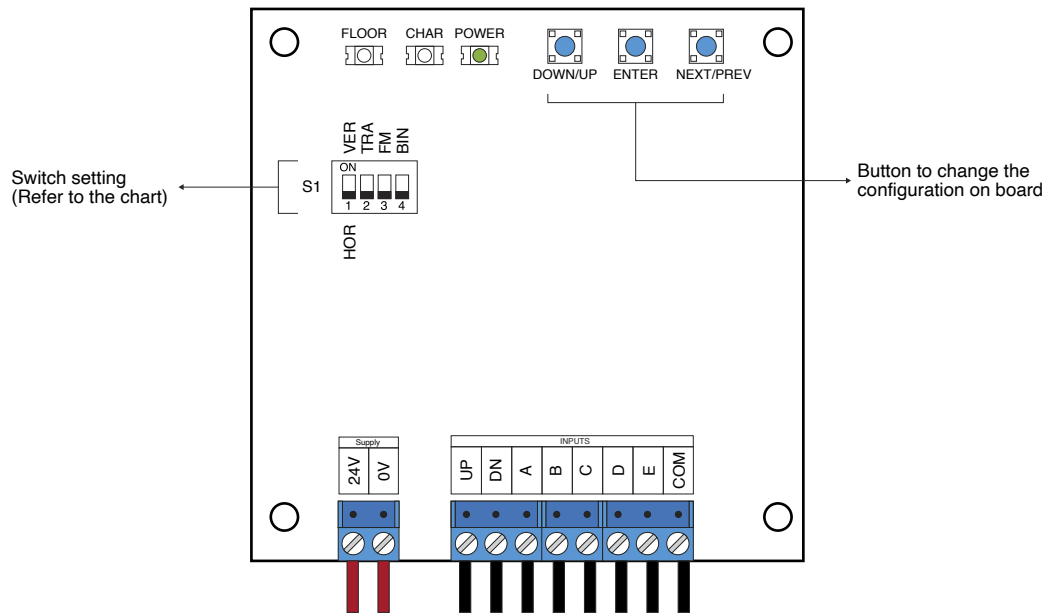 FLOOR CHAR POWER
DOWN/UP ENTER NEXT/PREV
VER
TRA
FM
BIN
ON
S1
1 2 3 4
HOR
Switch setting
(Refer to the chart)
Button to change the
configuration on board
Supply
24V
0V
INPUTS
UP
DN
A
B
C
D
E
COM